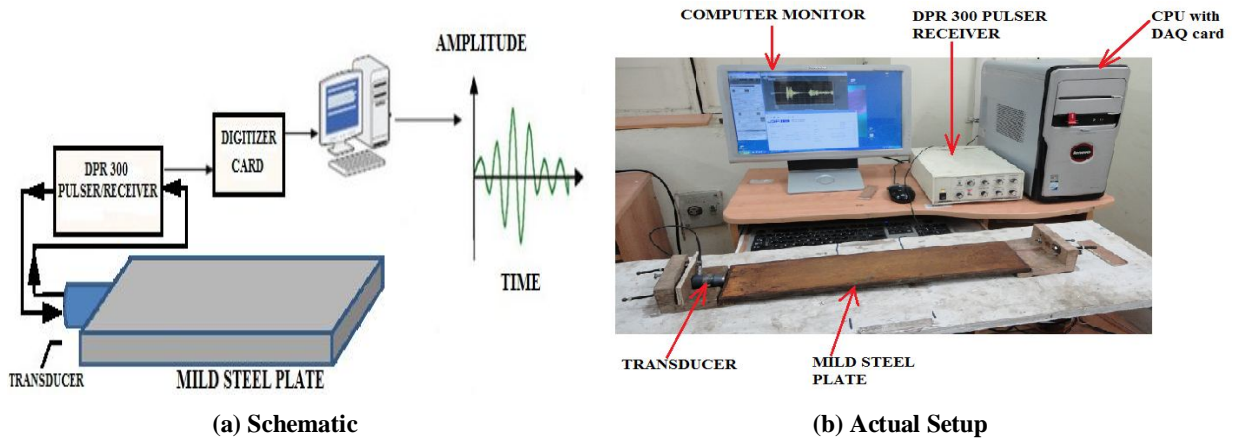 AMPLITUDE
DIGITIZER
CARD
DPR 300
PULSER/RECEIVER
TIME
TRANSDUCER
MILD STEEL PLATE
(a) Schematic
COMPUTER MONITOR
DPR 300 PULSER
RECEIVER
CPU with
DAQ card
TRANSDUCER
MILD STEEL
PLATE
(b) Actual Setup